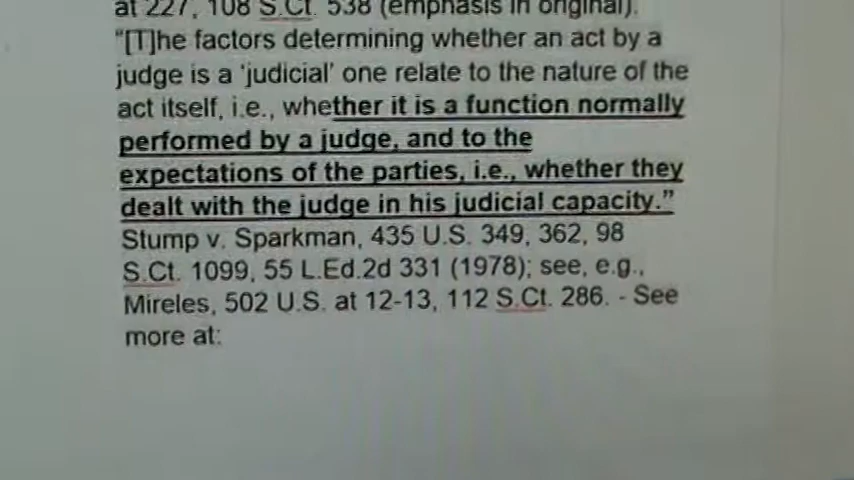 at 227, 108 S.Ct. 538 (emphasis in original).
“[T]he factors determining whether an act by a
judge is a ‘judicial’ one relate to the nature of the
act itself, i.e., whether it is a function normally
performed by a judge, and to the
expectations of the parties, i.e., whether they
dealt with the judge in his judicial capacity.”
Stump v. Sparkman, 435 U.S. 349, 362, 98
S.Ct. 1099, 55 L.Ed.2d 331 (1978); see, e.g.,
Mireles, 502 U.S. at 12-13, 112 S.Ct. 286. - See
more at: